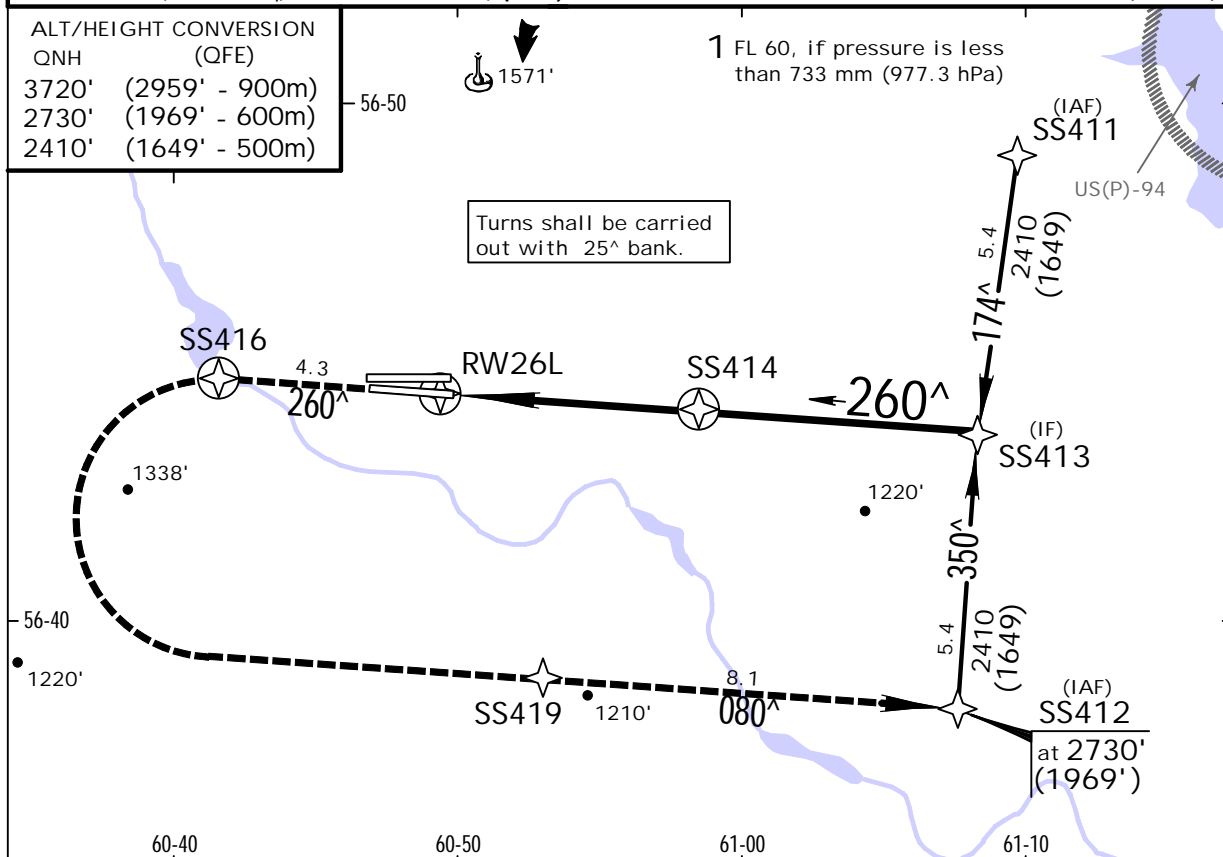 ALT/HEIGHT CONVERSION
QNH (QFE)
3720' (2959' - 900m)
2730' (1969' - 600m)
2410' (1649' - 500m)
1571'
1 FL 60, if pressure is less
than 733 mm (977.3 hPa)
56-50
(IAF)
SS411
US(P)-94
Turns shall be carried
out with 25^ bank.
5.4
2410
(1649)
174^
SS416
4.3
260^
RW26L
SS414
260^
(IF)
SS413
1338'
1220'
350^
56-40
5.4
2410
(1649)
1220'
SS419
1210'
8.1
080^
(IAF)
SS412
at 2730'
(1969')
60-40
60-50
61-00
61-10